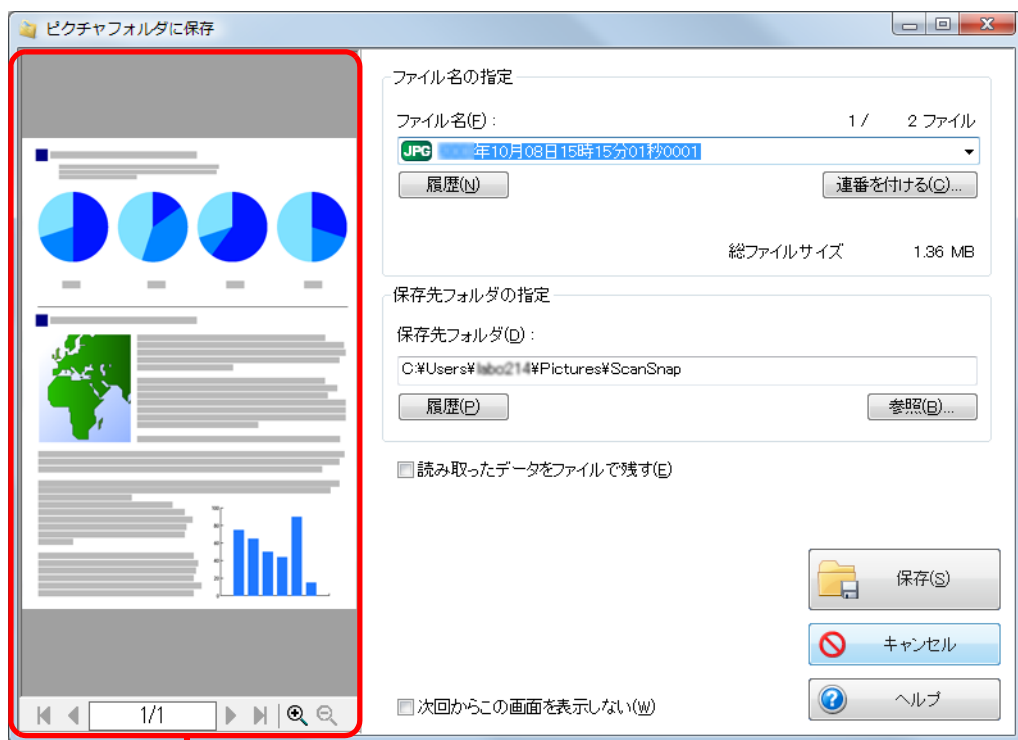 ピクチャフォルダに保存
ファイル名の指定
ファイル名(F):
1/ 2 ファイル
JPG 年10月08日15時15分01秒0001
履歴(N)
連番を付ける(C)...
総ファイルサイズ 1.36 MB
保存先フォルダの指定
保存先フォルダ(D):
C:¥Users¥labo214¥Pictures¥ScanSnap
履歴(P)
参照(B)...
読み取ったデータをファイルで残す(E)
保存(S)
キャンセル
次回からこの画面を表示しない(W)
ヘルプ
1/1